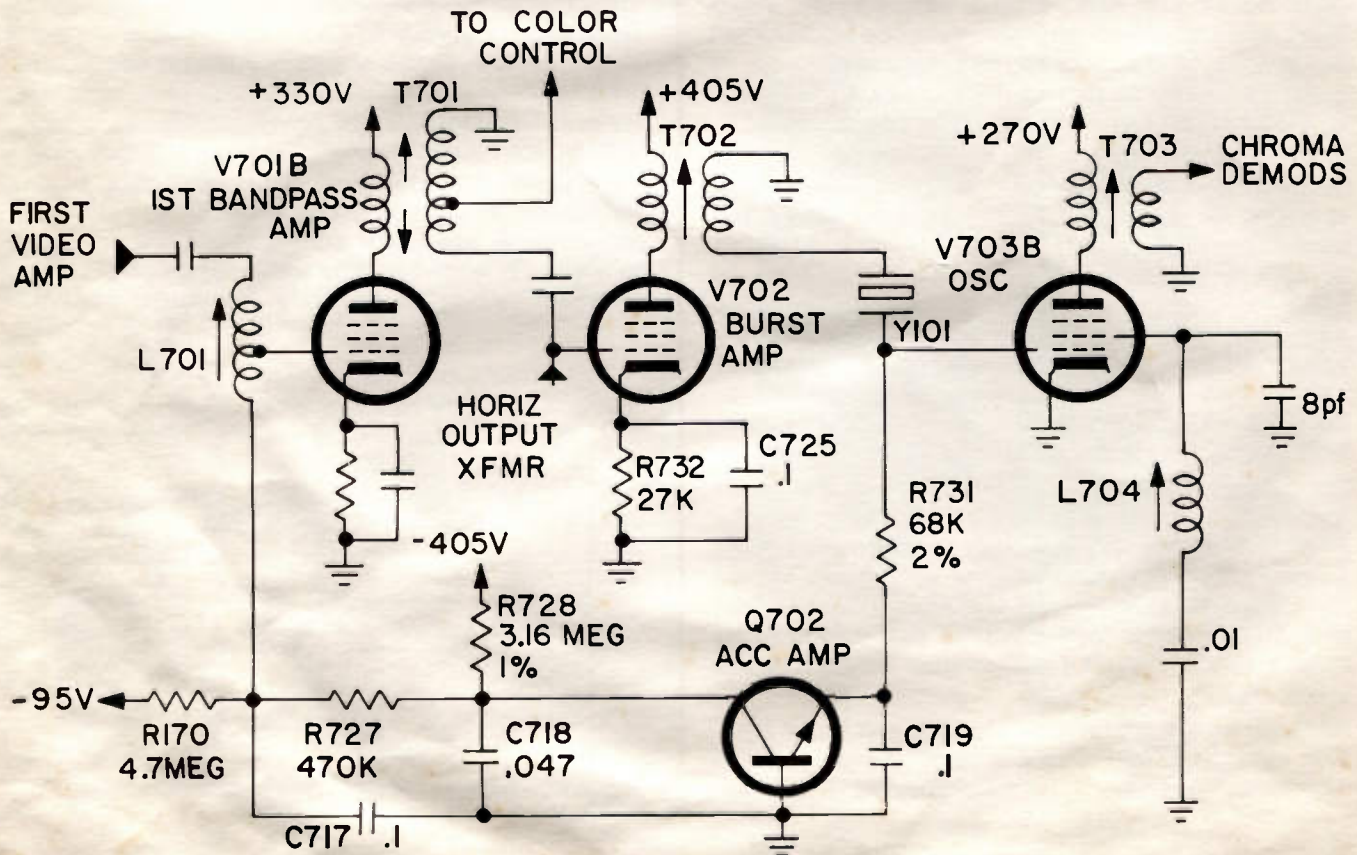 TO COLOR
CONTROL
+330V
T701
+405V
T702
+270V
T703
CHROMA
DEMODS
V701B
1ST BANDPASS
AMP
FIRST
VIDEO
AMP
V703B
OSC
V702
BURST
AMP
Y101
L701
HORIZ
OUTPUT
XFMR
8pf
C725
.1
R732
27K
L704
R731
68K
2%
-405V
R728
3.16 MEG
1%
Q702
ACC AMP
.01
-95V
R170
4.7MEG
R727
470K
C718
.047
C719
.1
C717 .1